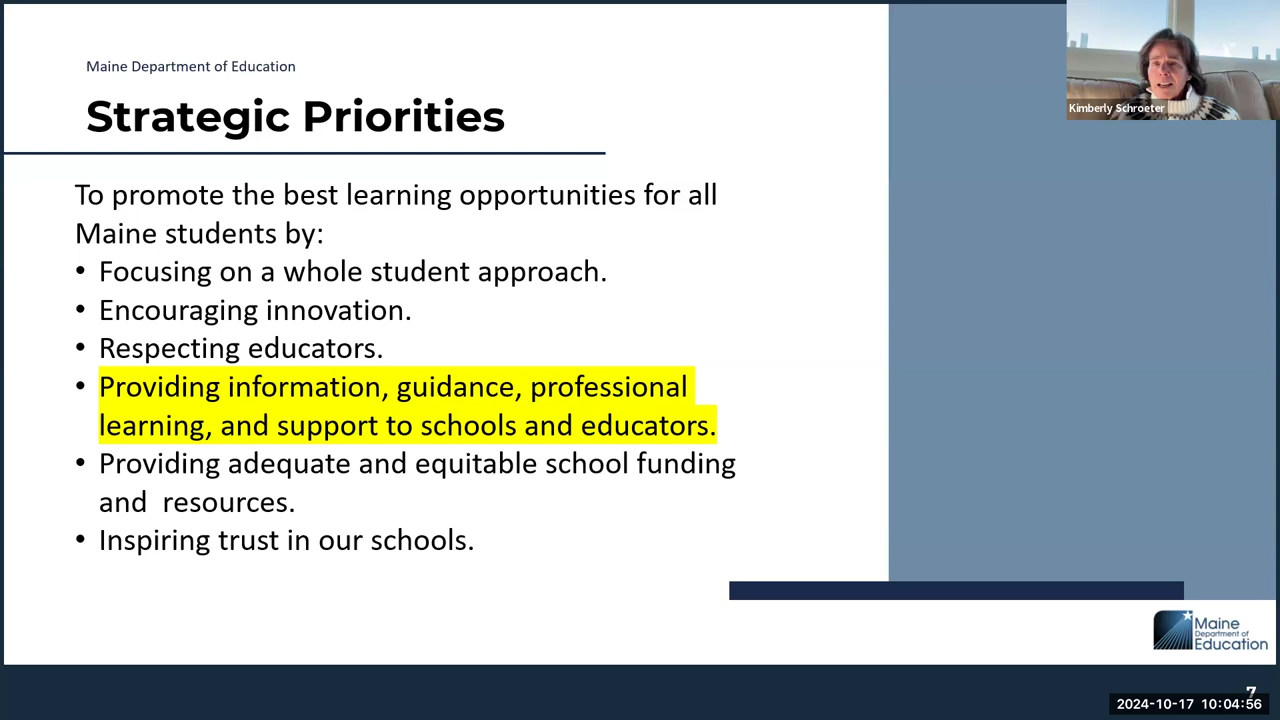 Maine Department of Education
Strategic Priorities
To promote the best learning opportunities for all
Maine students by:
• Focusing on a whole student approach.
• Encouraging innovation.
• Respecting educators.
• Providing information, guidance, professional
learning, and support to schools and educators.
• Providing adequate and equitable school funding
and  resources.
• Inspiring trust in our schools.
Kimberly Schroeter
Maine
Department of
Education
7
2024-10-17 10:04:56